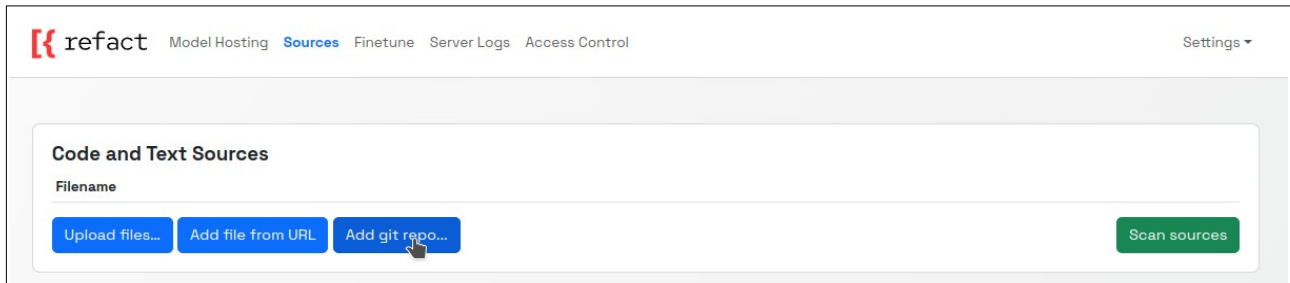 [{ refact Model Hosting Sources Finetune Server Logs Access Control Settings
Code and Text Sources
Filename
Upload files... Add file from URL Add git repo... Scan sources